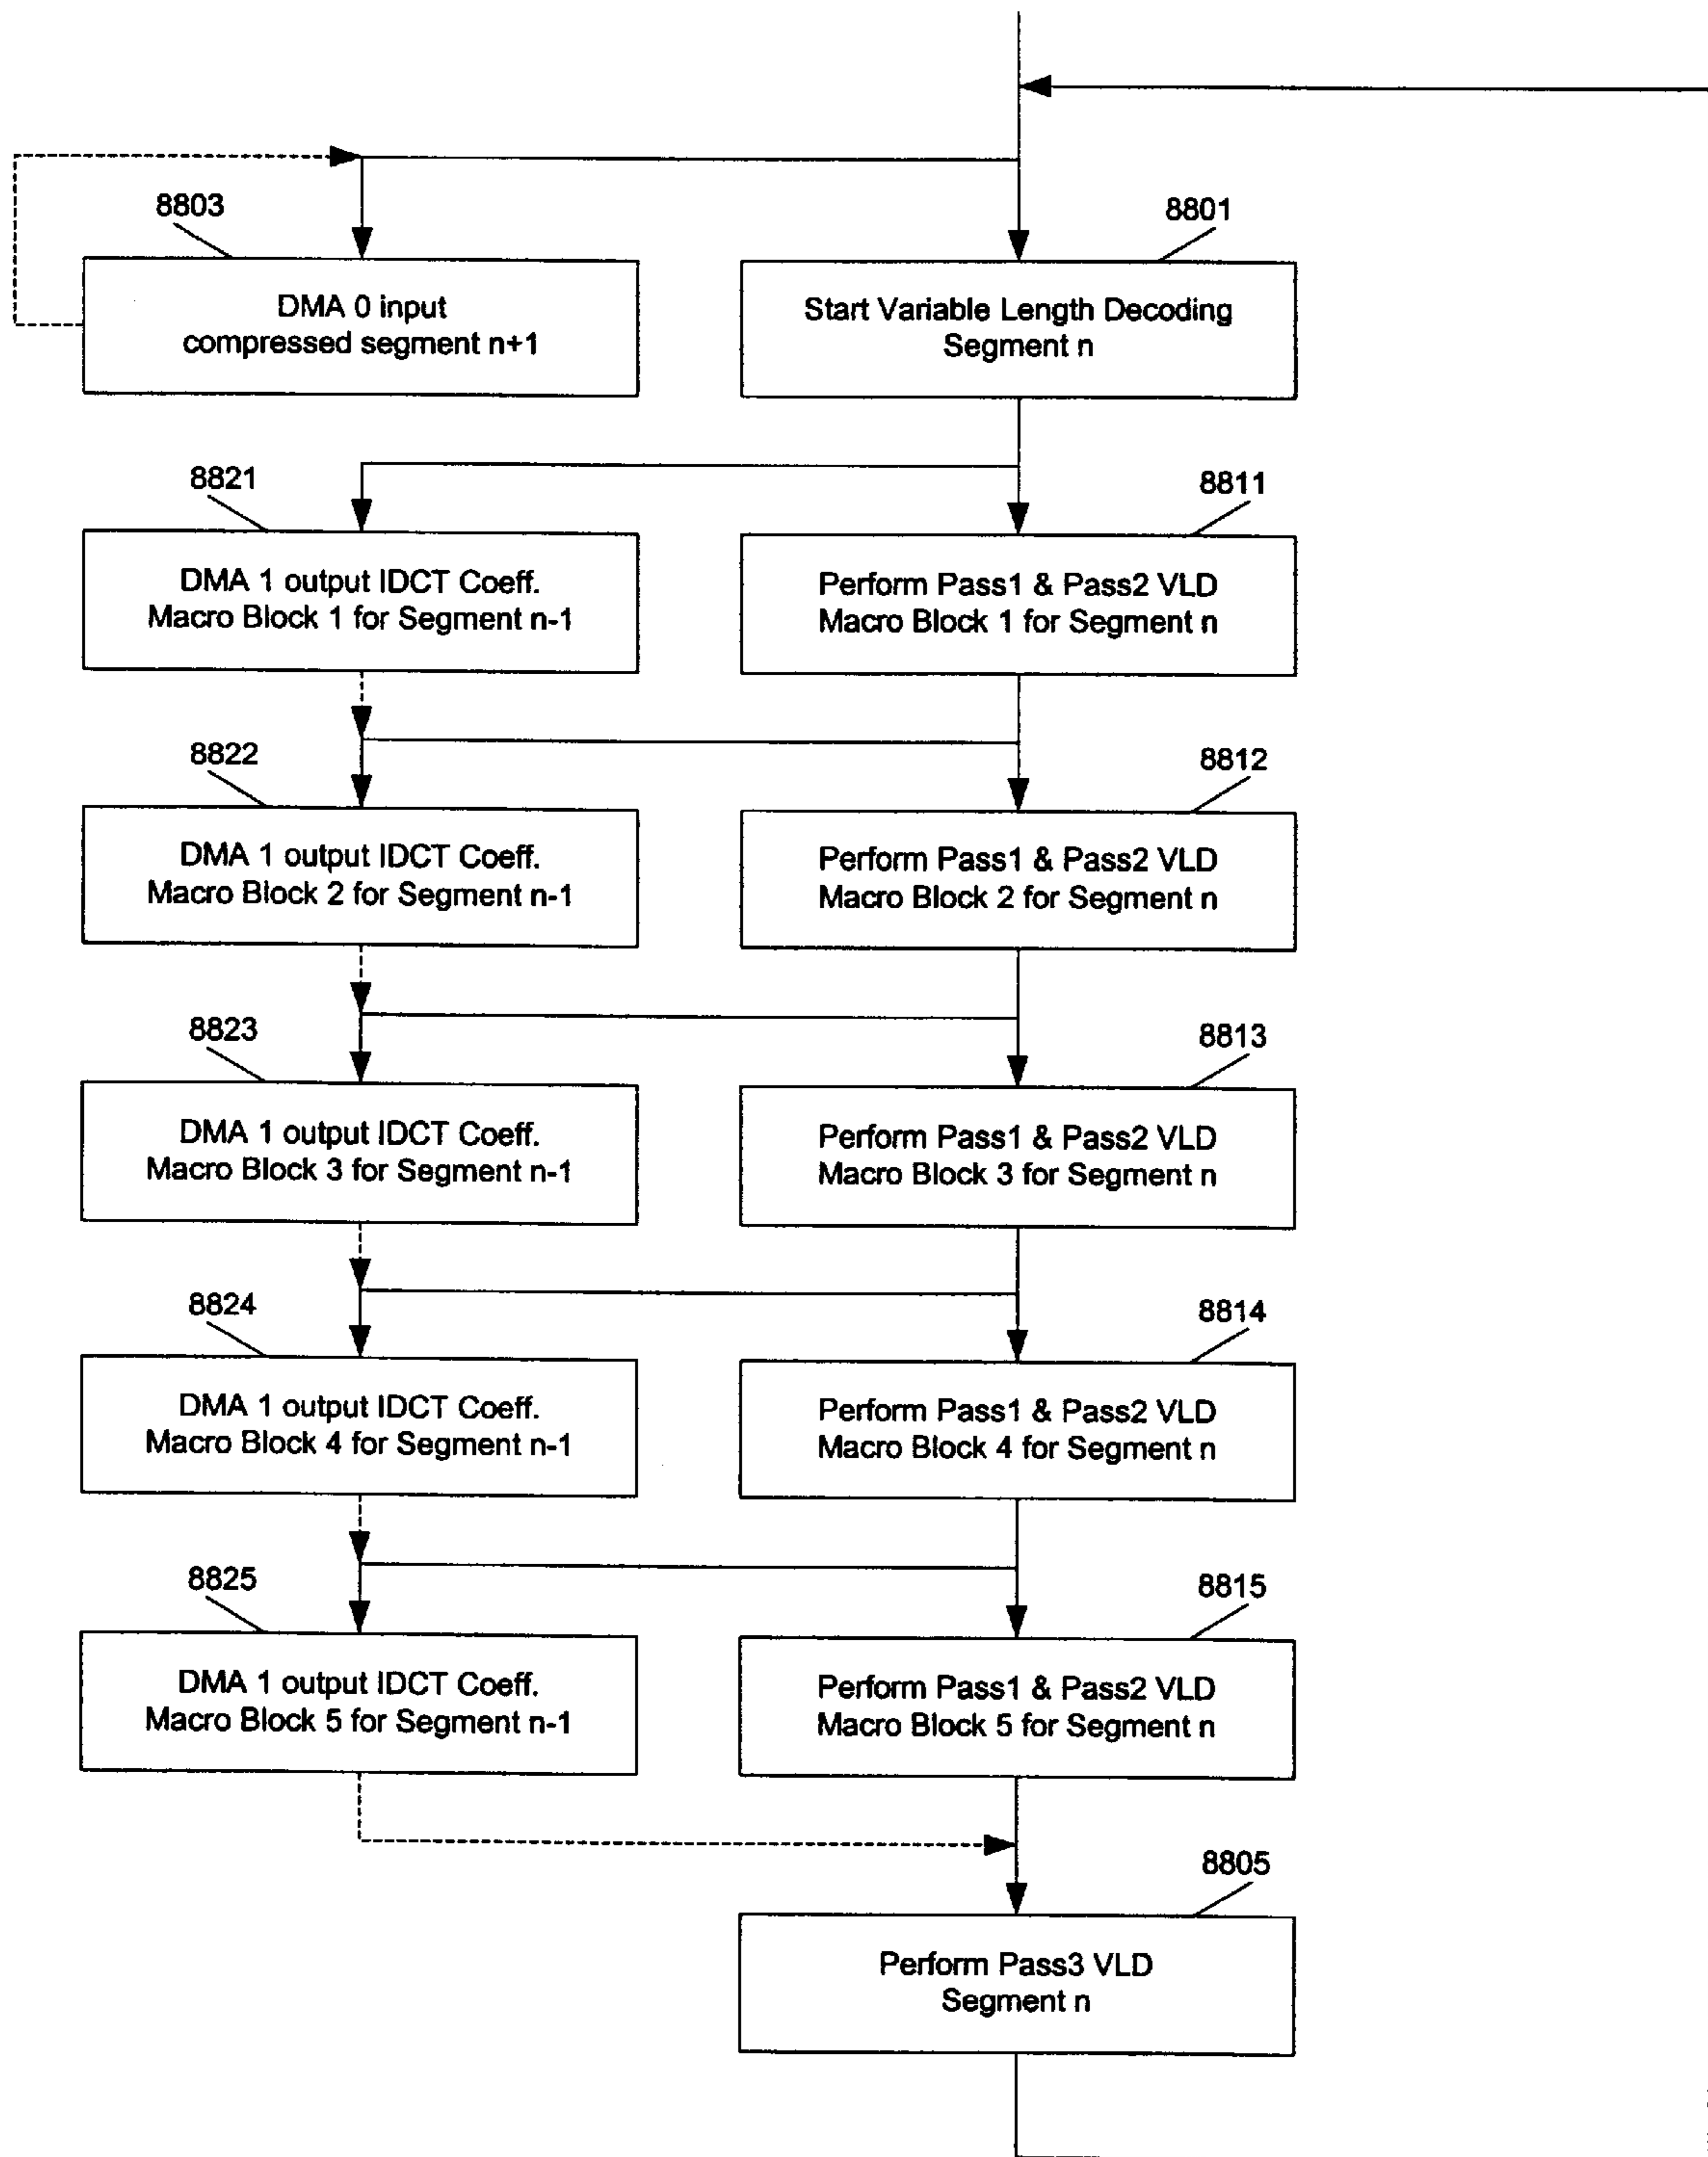 8803
8801
DMA 0 input
compressed segment n+1
Start Variable Length Decoding
Segment n
8821
8811
DMA 1 output IDCT Coeff.
Macro Block 1 for Segment n-1
Perform Pass1 & Pass2 VLD
Macro Block 1 for Segment n
8822
8812
DMA 1 output IDCT Coeff.
Macro Block 2 for Segment n-1
Perform Pass1 & Pass2 VLD
Macro Block 2 for Segment n
8823
8813
DMA 1 output IDCT Coeff.
Macro Block 3 for Segment n-1
Perform Pass1 & Pass2 VLD
Macro Block 3 for Segment n
8824
8814
DMA 1 output IDCT Coeff.
Macro Block 4 for Segment n-1
Perform Pass1 & Pass2 VLD
Macro Block 4 for Segment n
8825
8815
DMA 1 output IDCT Coeff.
Macro Block 5 for Segment n-1
Perform Pass1 & Pass2 VLD
Macro Block 5 for Segment n
8805
Perform Pass3 VLD
Segment n